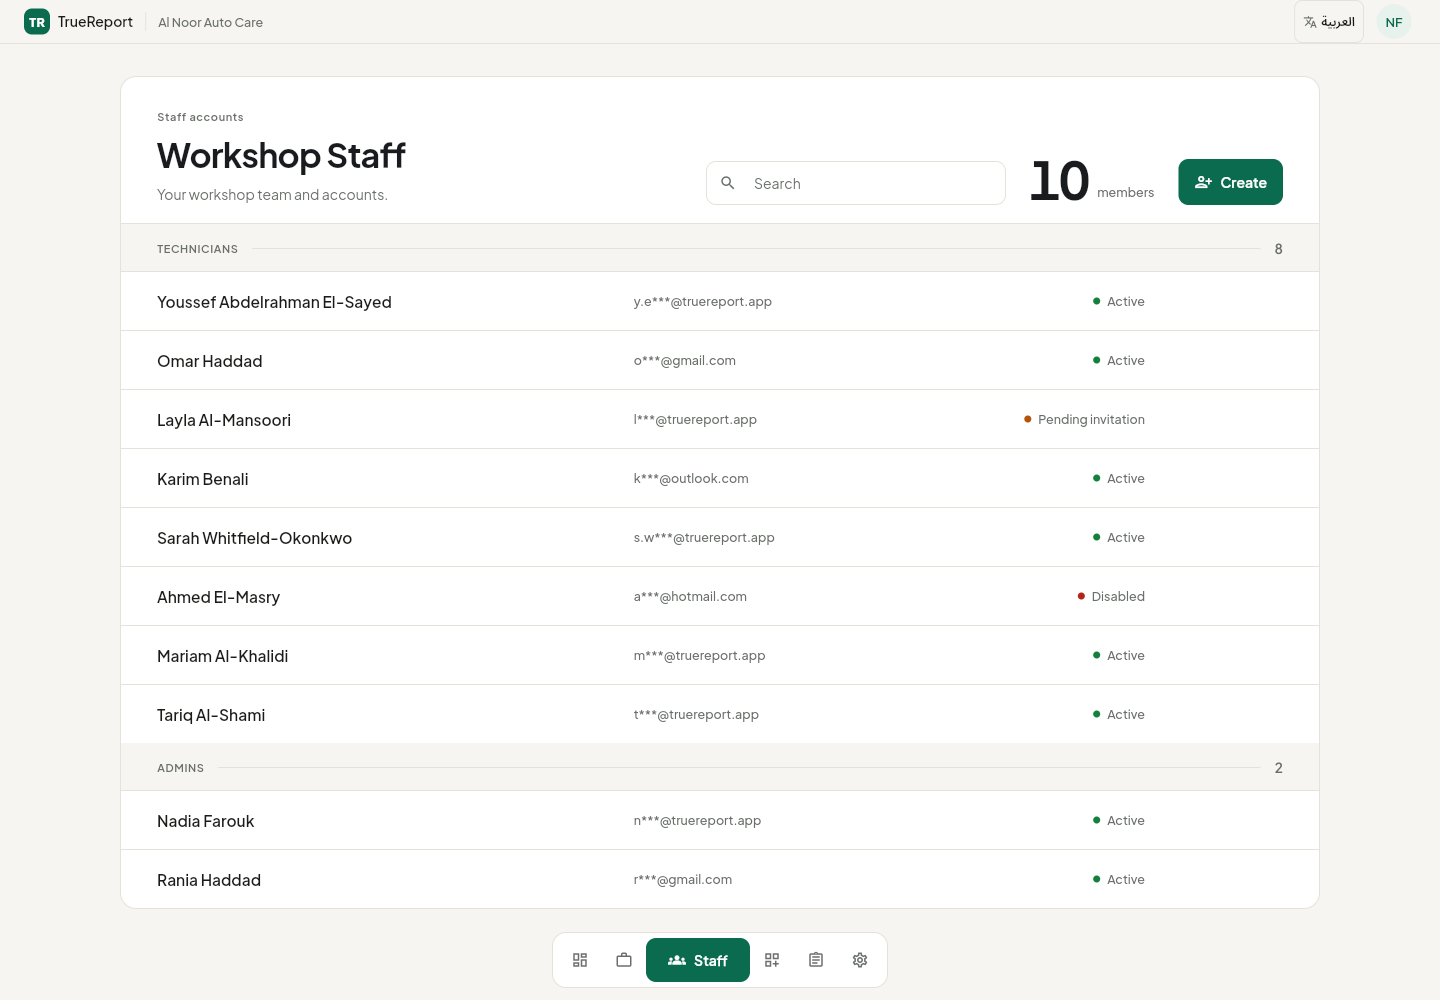 TR TrueReport Al Noor Auto Care العربية NF
Staff accounts
Workshop Staff
Your workshop team and accounts.
Search 10 members Create
TECHNICIANS 8
Youssef Abdelrahman El-Sayed y.e***@truereport.app Active
Omar Haddad o***@gmail.com Active
Layla Al-Mansoori l***@truereport.app Pending invitation
Karim Benali k***@outlook.com Active
Sarah Whitfield-Okonkwo s.w***@truereport.app Active
Ahmed El-Masry a***@hotmail.com Disabled
Mariam Al-Khalidi m***@truereport.app Active
Tariq Al-Shami t***@truereport.app Active
ADMINS 2
Nadia Farouk n***@truereport.app Active
Rania Haddad r***@gmail.com Active
Staff